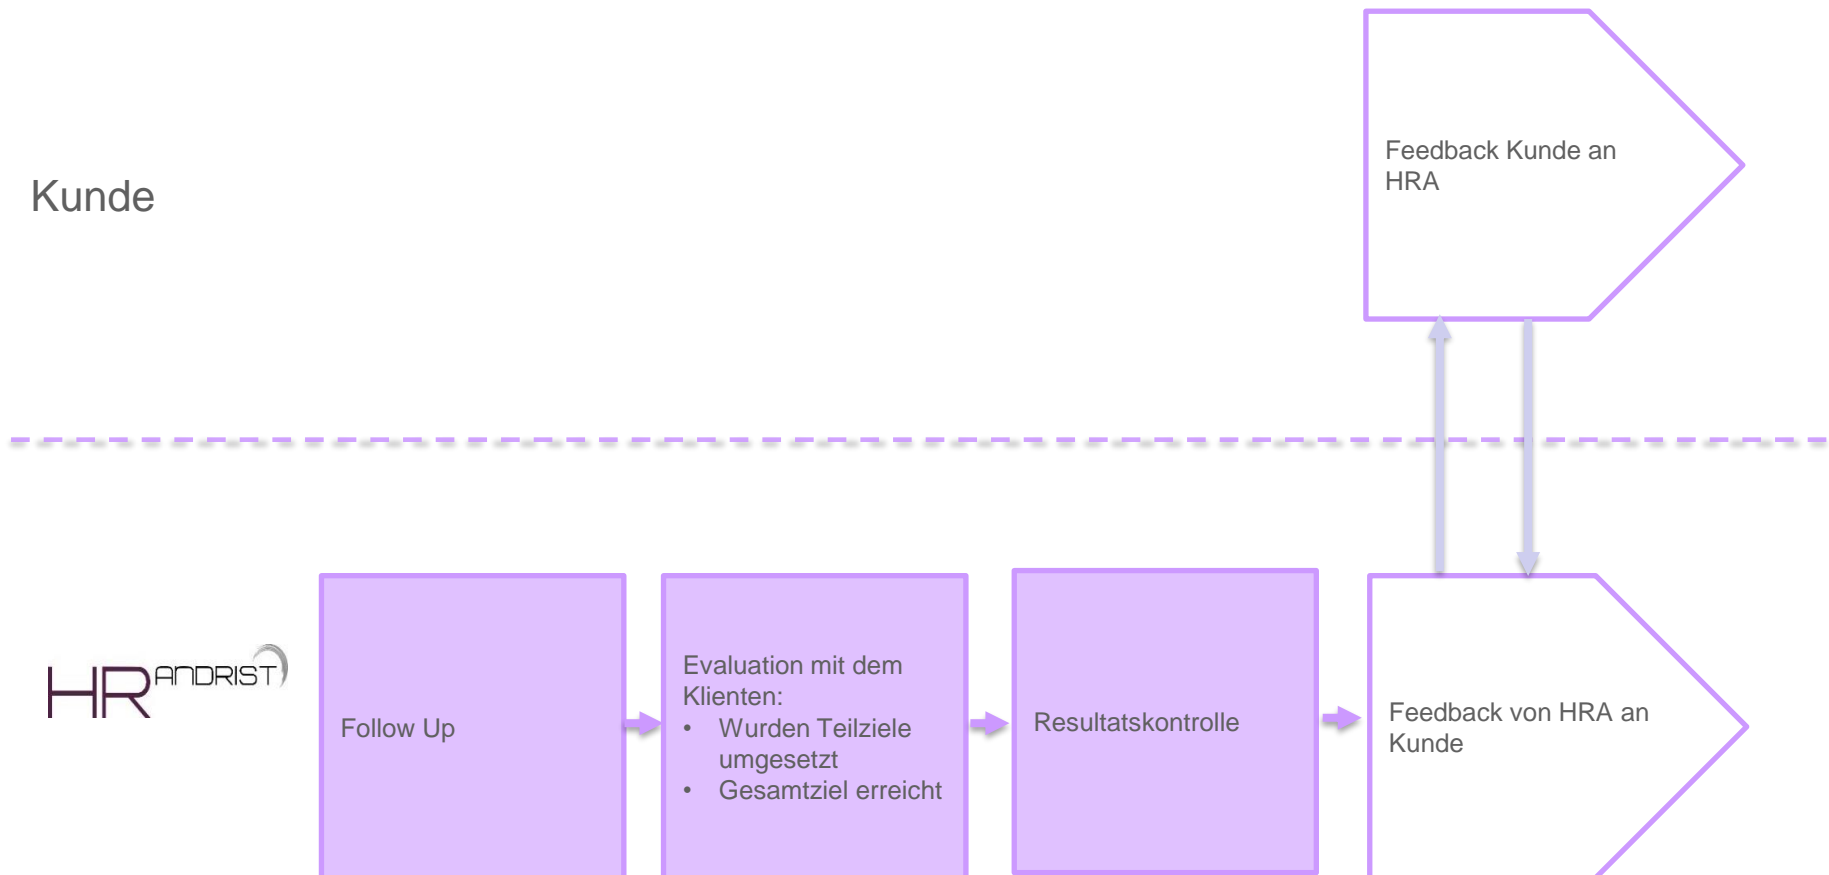 Feedback Kunde an
HRA
Kunde
HR ANDRIST
Follow Up
Evaluation mit dem
Klienten:
• Wurden Teilziele
umgesetzt
• Gesamtziel erreicht
Resultatskontrolle
Feedback von HRA an
Kunde